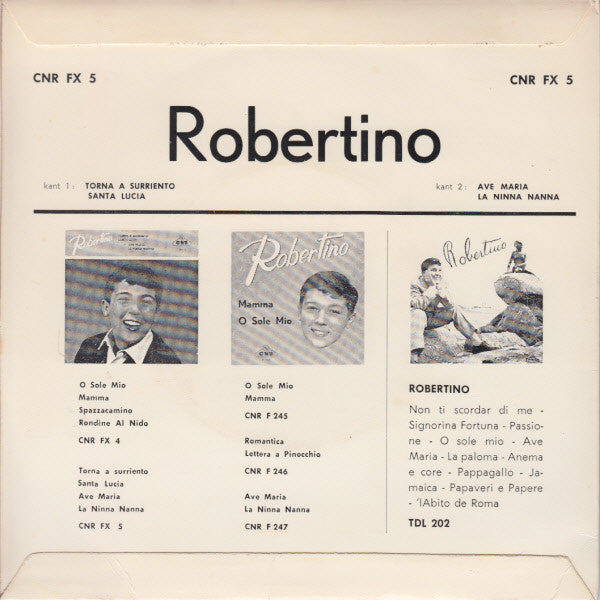 CNR FX 5
CNR FX 5
Robertino
kant 1: TORNA A SURRIENTO
SANTA LUCIA
kant 2: AVE MARIA
LA NINNA NANNA
Robertino
CNR
Robertino
Mamma
O Sole Mio
CNR
Robertino
O Sole Mio
Mamma
Spazzacamino
Rondine Al Nido
CNR FX 4
Torna a surriento
Santa Lucia
Ave Maria
La Ninna Nanna
CNR FX 5
O Sole Mio
Mamma
CNR F 245
Romantica
Lettera a Pinocchio
CNR F 246
Ave Maria
La Ninna Nanna
CNR F 247
ROBERTINO
Non ti scordar di me -
Signorina Fortuna - Passio-
ne - O sole mio - Ave
Maria - La paloma - Anema
e core - Pappagallo - Ja-
maica - Papaveri e Papere
- 'lAbito de Roma
TDL 202